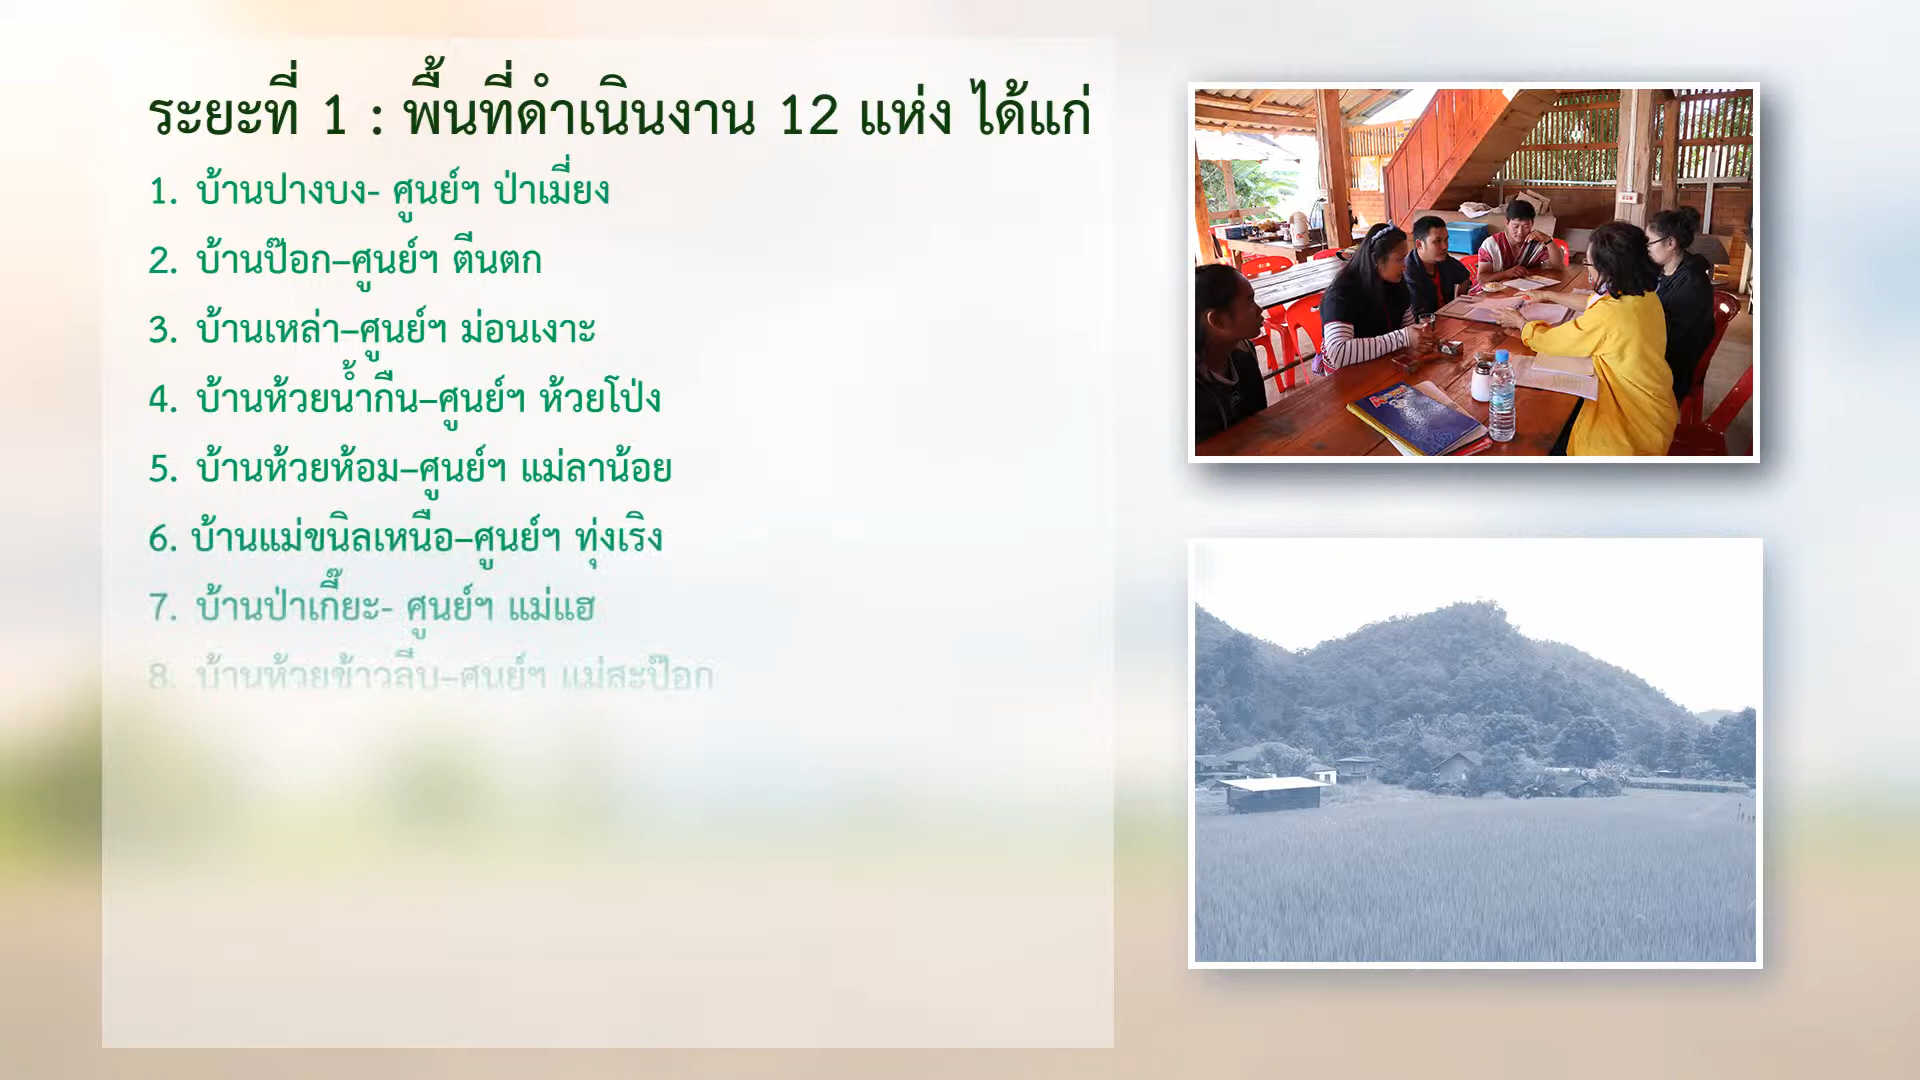 ระยะที่ 1 : พื้นที่ดำเนินงาน 12 แห่ง ได้แก่
1. บ้านปางบง- ศูนย์ฯ ป่าเมี่ยง
2. บ้านป๊อก–ศูนย์ฯ ตีนตก
3. บ้านเหล่า–ศูนย์ฯ ม่อนเงาะ
4. บ้านห้วยน้ำกืน–ศูนย์ฯ ห้วยโป่ง
5. บ้านห้วยห้อม–ศูนย์ฯ แม่ลาน้อย
6. บ้านแม่ขนิลเหนือ–ศูนย์ฯ ทุ่งเริง
7. บ้านป่าเกี๊ยะ- ศูนย์ฯ แม่แฮ
8. บ้านห้วยข้าวลีบ–ศูนย์ฯ แม่สะป๊อก